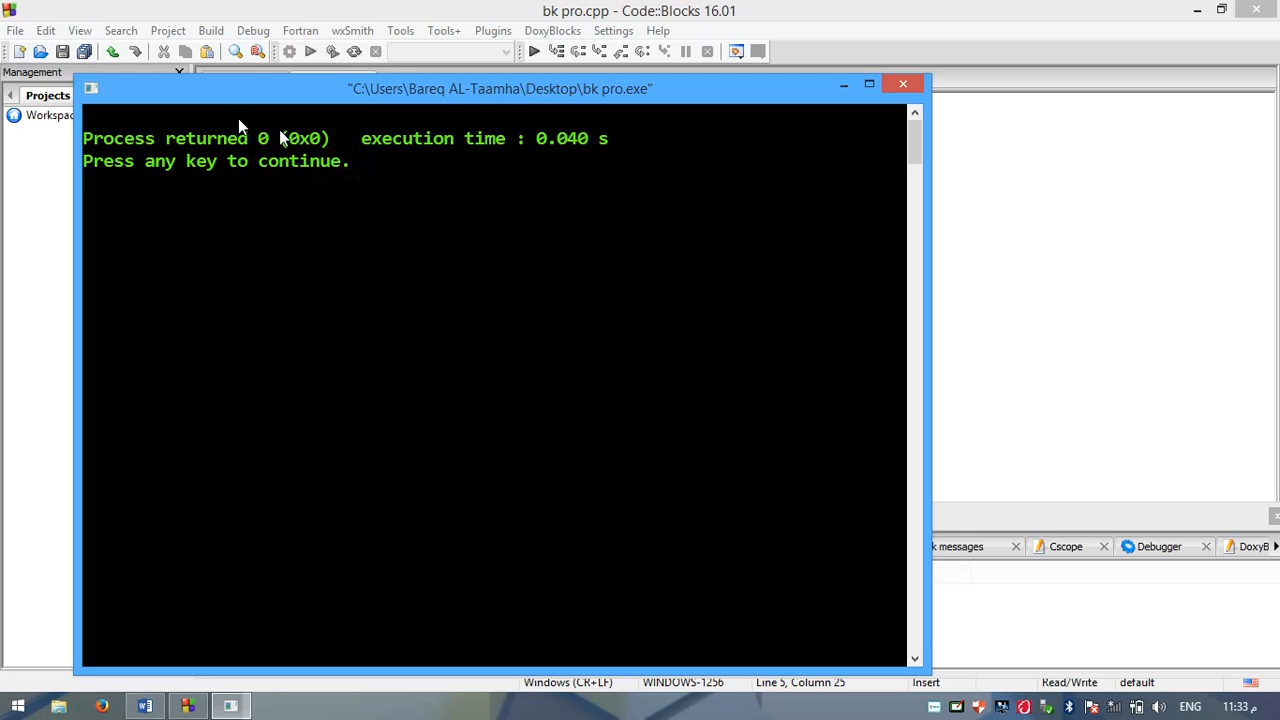 bk pro.cpp - Code::Blocks 16.01
File Edit View Search Project Build Debug Fortran wxSmith Tools Tools+ Plugins DoxyBlocks Settings Help
Management
Projects
Workspac
"C:\Users\Bareq AL-Taamha\Desktop\bk pro.exe"
Process returned 0 (0x0) execution time : 0.040 s
Press any key to continue.
k messages Cscope Debugger DoxyB
Windows (CR+LF) WINDOWS-1256 Line 5, Column 25 Insert Read/Write default
ENG 11:33 م